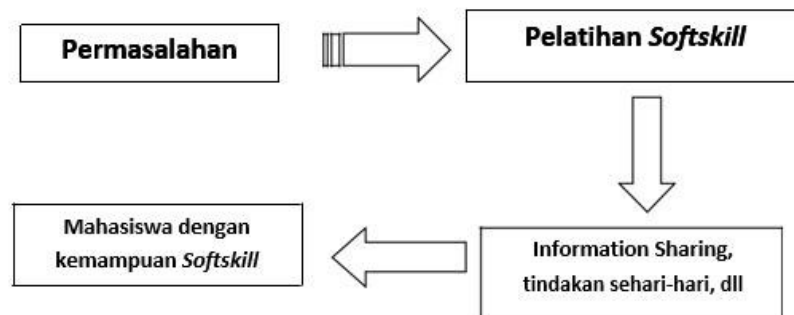 Permasalahan
Pelatihan Softskill
Information Sharing,
tindakan sehari-hari, dll
Mahasiswa dengan
kemampuan Softskill